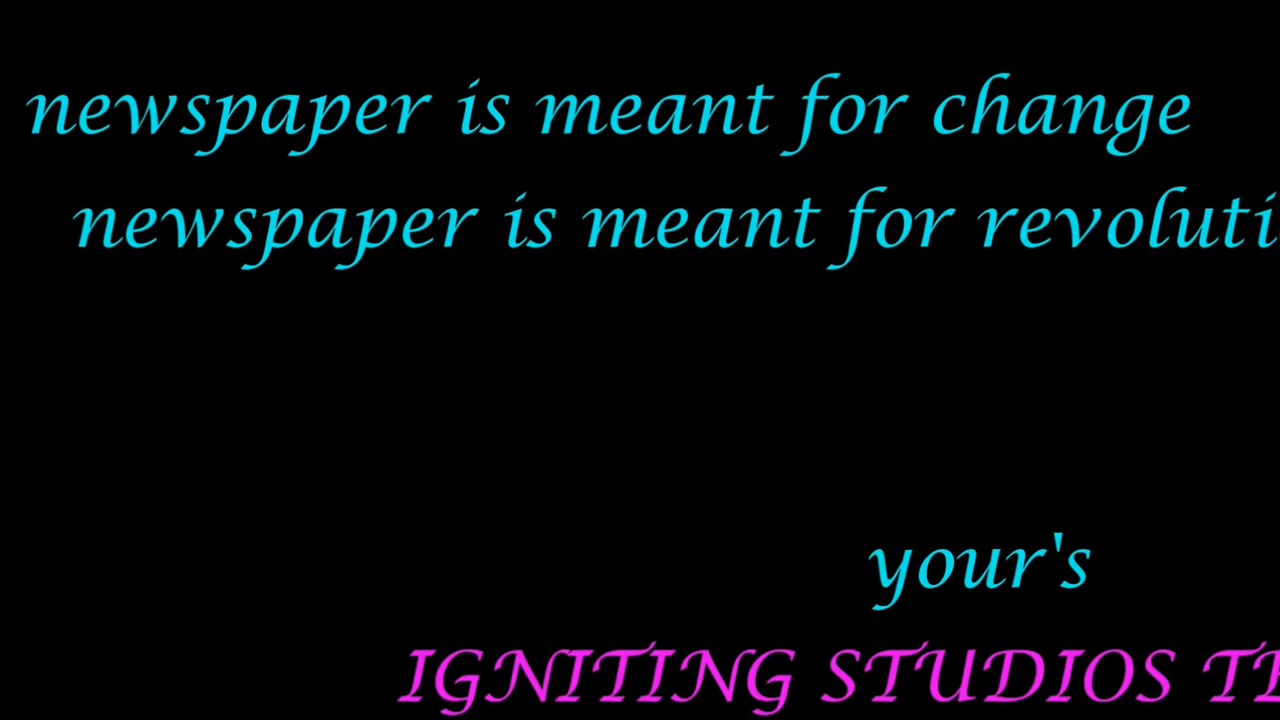 newspaper is meant for change
newspaper is meant for revoluti
your's
IGNITING STUDIOS